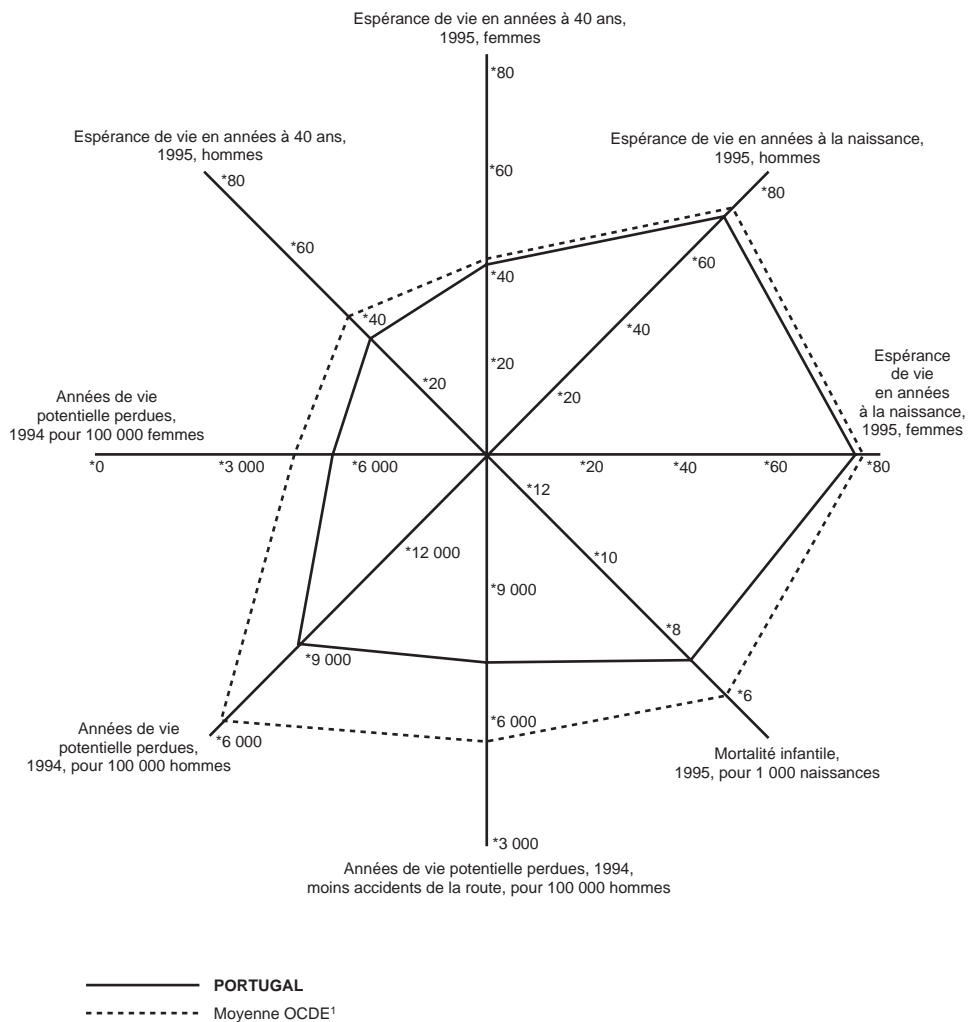 Espérance de vie en années à 40 ans,
1995, femmes
*80
Espérance de vie en années à 40 ans,
1995, hommes
*80
Espérance de vie en années à la naissance,
1995, hommes
*80
*60
*60
*60
*40
*40
*40
*20
*20
*20
Espérance
de vie
en années
à la naissance,
1995, femmes
Années de vie
potentielle perdues,
1994 pour 100 000 femmes
*0 *3 000 *6 000 *20 *40 *60 *80
*12
*12 000
*10
*9 000
*8
*9 000
*6
*6 000
Années de vie
potentielle perdues,
1994, pour 100 000 hommes
*6 000
Mortalité infantile,
1995, pour 1 000 naissances
*3 000
Années de vie potentielle perdues, 1994,
moins accidents de la route, pour 100 000 hommes
PORTUGAL
Moyenne OCDE¹